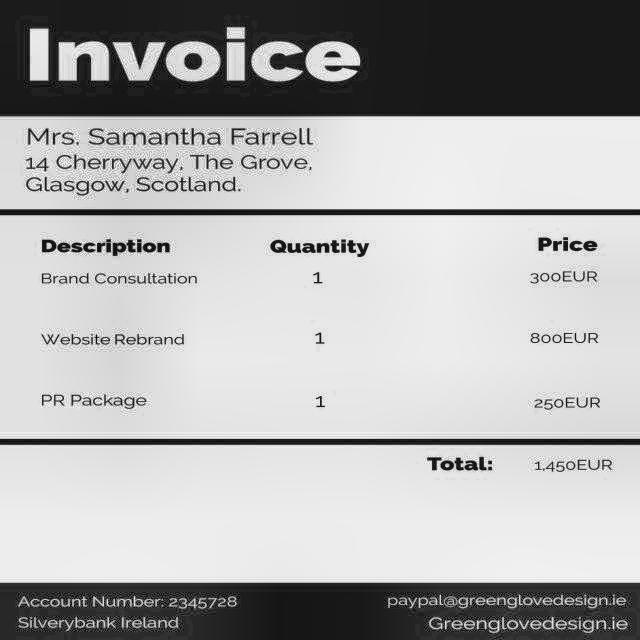 Invoice
Mrs. Samantha Farrell
14 Cherryway, The Grove,
Glasgow, Scotland.
Description Quantity Price
Brand Consultation 1 300EUR
Website Rebrand 1 800EUR
PR Package 1 250EUR
Total: 1,450EUR
Account Number: 2345728 paypal@greenglovedesign.ie
Silverybank Ireland Greenglovedesign.ie